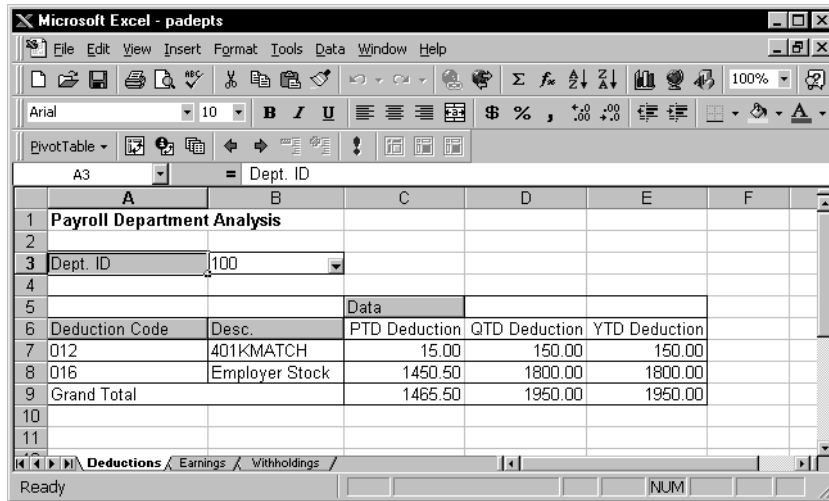 Microsoft Excel - padepts
File Edit View Insert Format Tools Data Window Help
ABC Σ fx A Z Z A 100%
Arial 10 B I U $ % , .00 .00
PivotTable
A3 = Dept. ID
A B C D E F
1 Payroll Department Analysis
2
3 Dept. ID 100
4
5 Data
6 Deduction Code Desc. PTD Deduction QTD Deduction YTD Deduction
7 012 401KMATCH 15.00 150.00 150.00
8 016 Employer Stock 1450.50 1800.00 1800.00
9 Grand Total 1465.50 1950.00 1950.00
10
11
Deductions Earnings Withholdings
Ready NUM